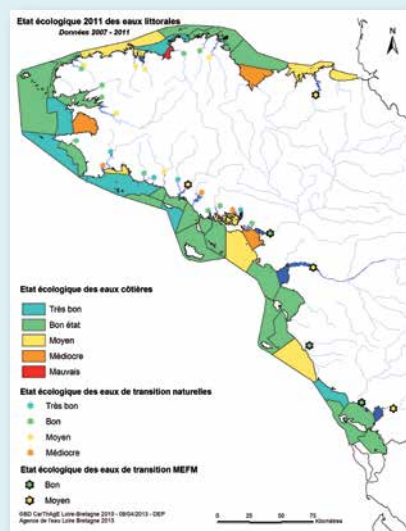 Etat écologique 2011 des eaux littorales
Données 2007 - 2011
N
Etat écologique des eaux côtières
Très bon
Bon état
Moyen
Médiocre
Mauvais
Etat écologique des eaux de transition naturelles
Très bon
Bon
Moyen
Médiocre
Etat écologique des eaux de transition MEFM
Bon
Moyen
©BD CarThAgE Loire-Bretagne 2010 - 09/04/2013 - DEP
Agence de l'eau Loire-Bretagne 2013
0 25 50 75
Kilomètres